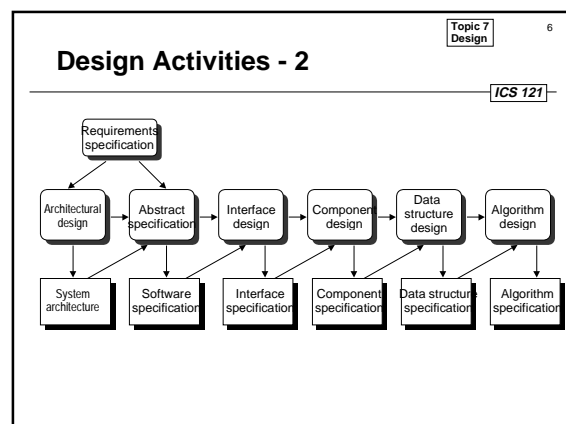 Topic 7
Design
6
Design Activities - 2
ICS 121
Requirements
specification
Architectural
design
Abstract
specification
Interface
design
Component
design
Data
structure
design
Algorithm
design
System
architecture
Software
specification
Interface
specification
Component
specification
Data structure
specification
Algorithm
specification